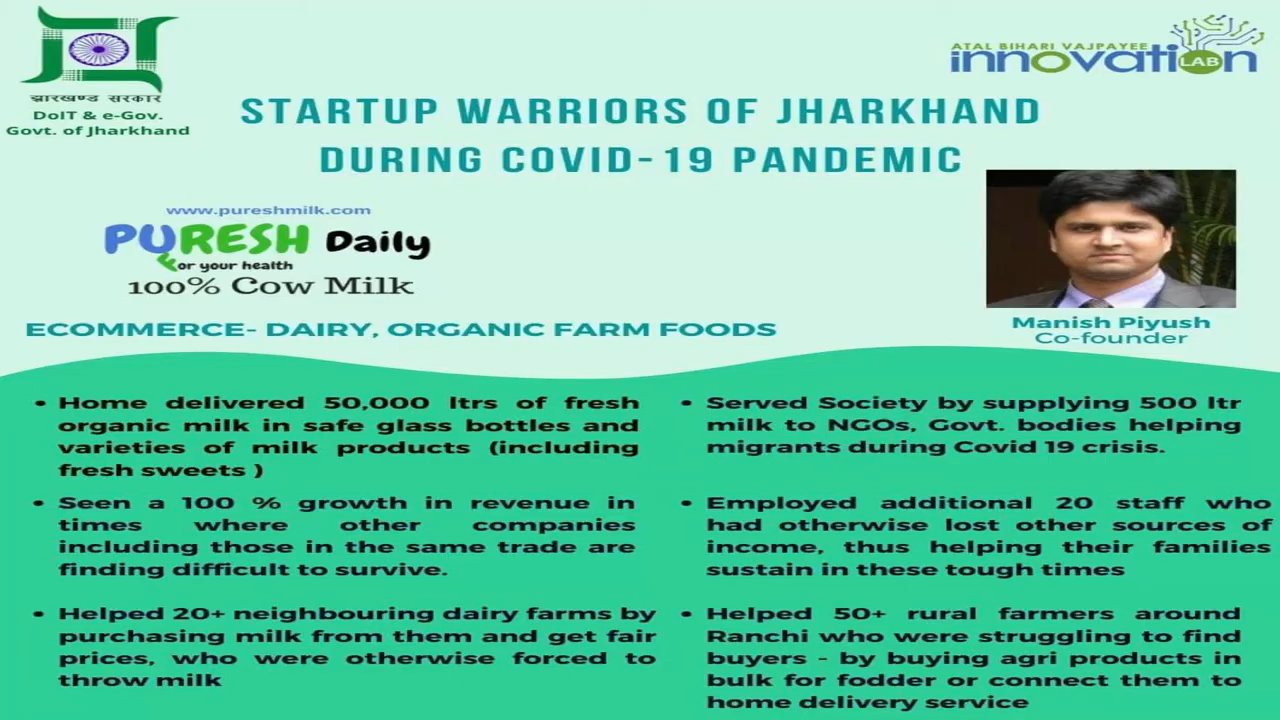 झारखण्ड सरकार
DoIT & e-Gov.
Govt. of Jharkhand
ATAL BIHARI VAJPAYEE
innovation
LAB
STARTUP WARRIORS OF JHARKHAND
DURING COVID-19 PANDEMIC
www.pureshmilk.com
PURESH Daily
For your health
100% Cow Milk
ECOMMERCE- DAIRY, ORGANIC FARM FOODS
Manish Piyush
Co-founder
• Home delivered 50,000 ltrs of fresh
organic milk in safe glass bottles and
varieties of milk products (including
fresh sweets )
• Seen a 100 % growth in revenue in
times where other companies
including those in the same trade are
finding difficult to survive.
• Helped 20+ neighbouring dairy farms by
purchasing milk from them and get fair
prices, who were otherwise forced to
throw milk
• Served Society by supplying 500 ltr
milk to NGOs, Govt. bodies helping
migrants during Covid 19 crisis.
• Employed additional 20 staff who
had otherwise lost other sources of
income, thus helping their families
sustain in these tough times
• Helped 50+ rural farmers around
Ranchi who were struggling to find
buyers - by buying agri products in
bulk for fodder or connect them to
home delivery service